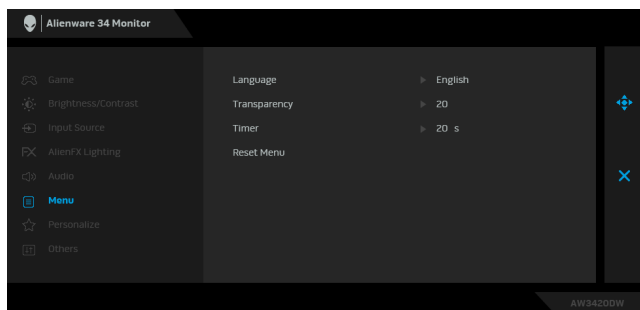 Alienware 34 Monitor
Game
Brightness/Contrast
Input Source
AlienFX Lighting
Audio
Menu
Personalize
Others
Language English
Transparency 20
Timer 20 s
Reset Menu
AW3420DW